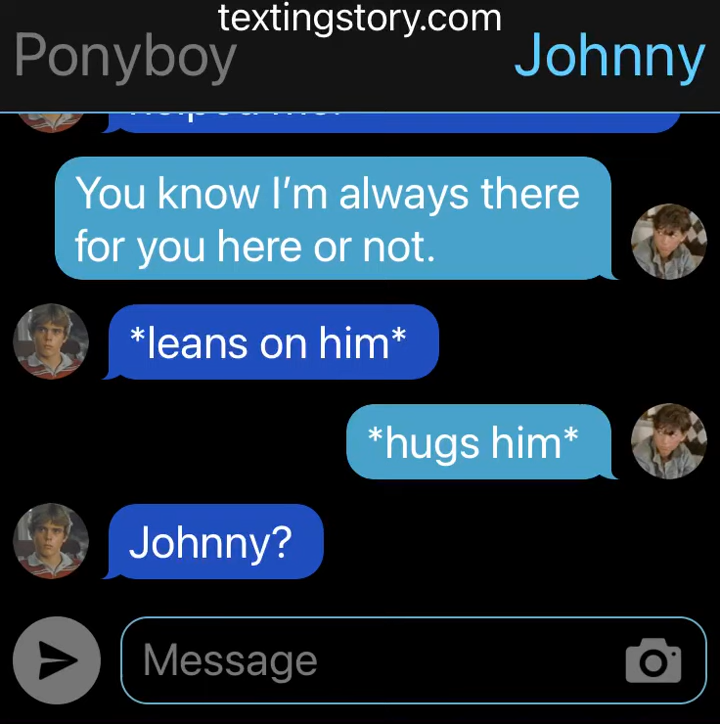 textingstory.com
Ponyboy Johnny
You know I’m always there
for you here or not.
*leans on him*
*hugs him*
Johnny?
Message